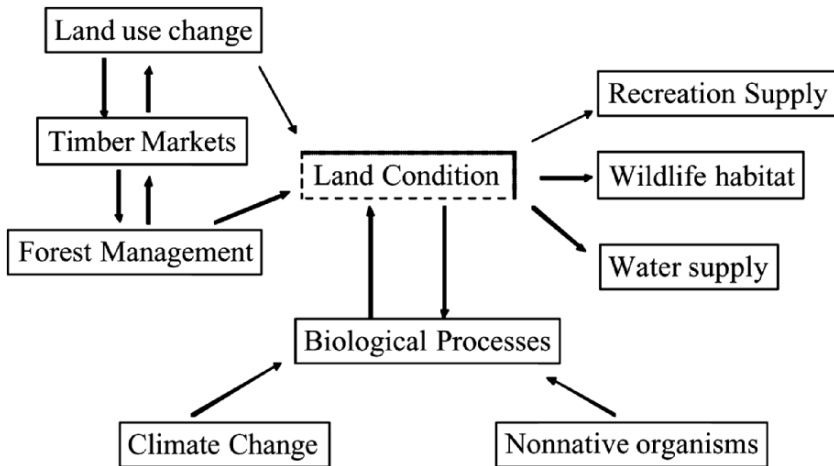 Land use change
Recreation Supply
Timber Markets
Land Condition
Wildlife habitat
Forest Management
Water supply
Biological Processes
Climate Change
Nonnative organisms